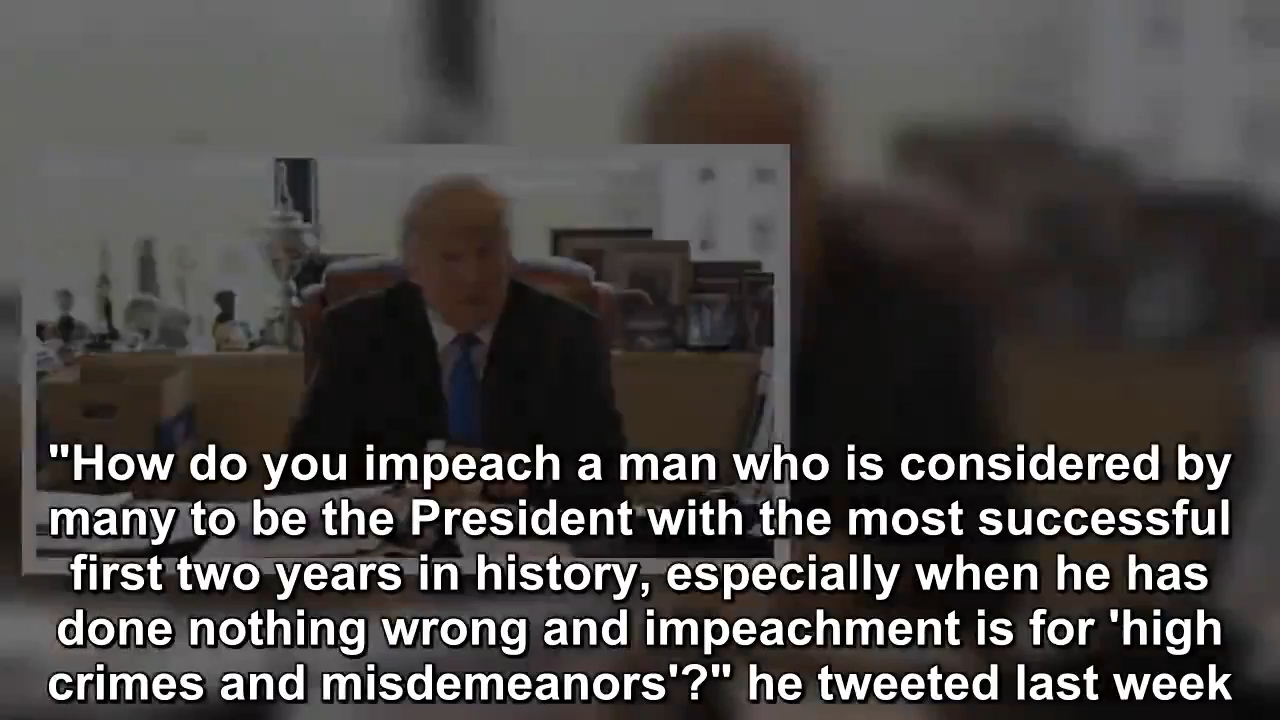 "How do you impeach a man who is considered by
many to be the President with the most successful
first two years in history, especially when he has
done nothing wrong and impeachment is for 'high
crimes and misdemeanors'?" he tweeted last week